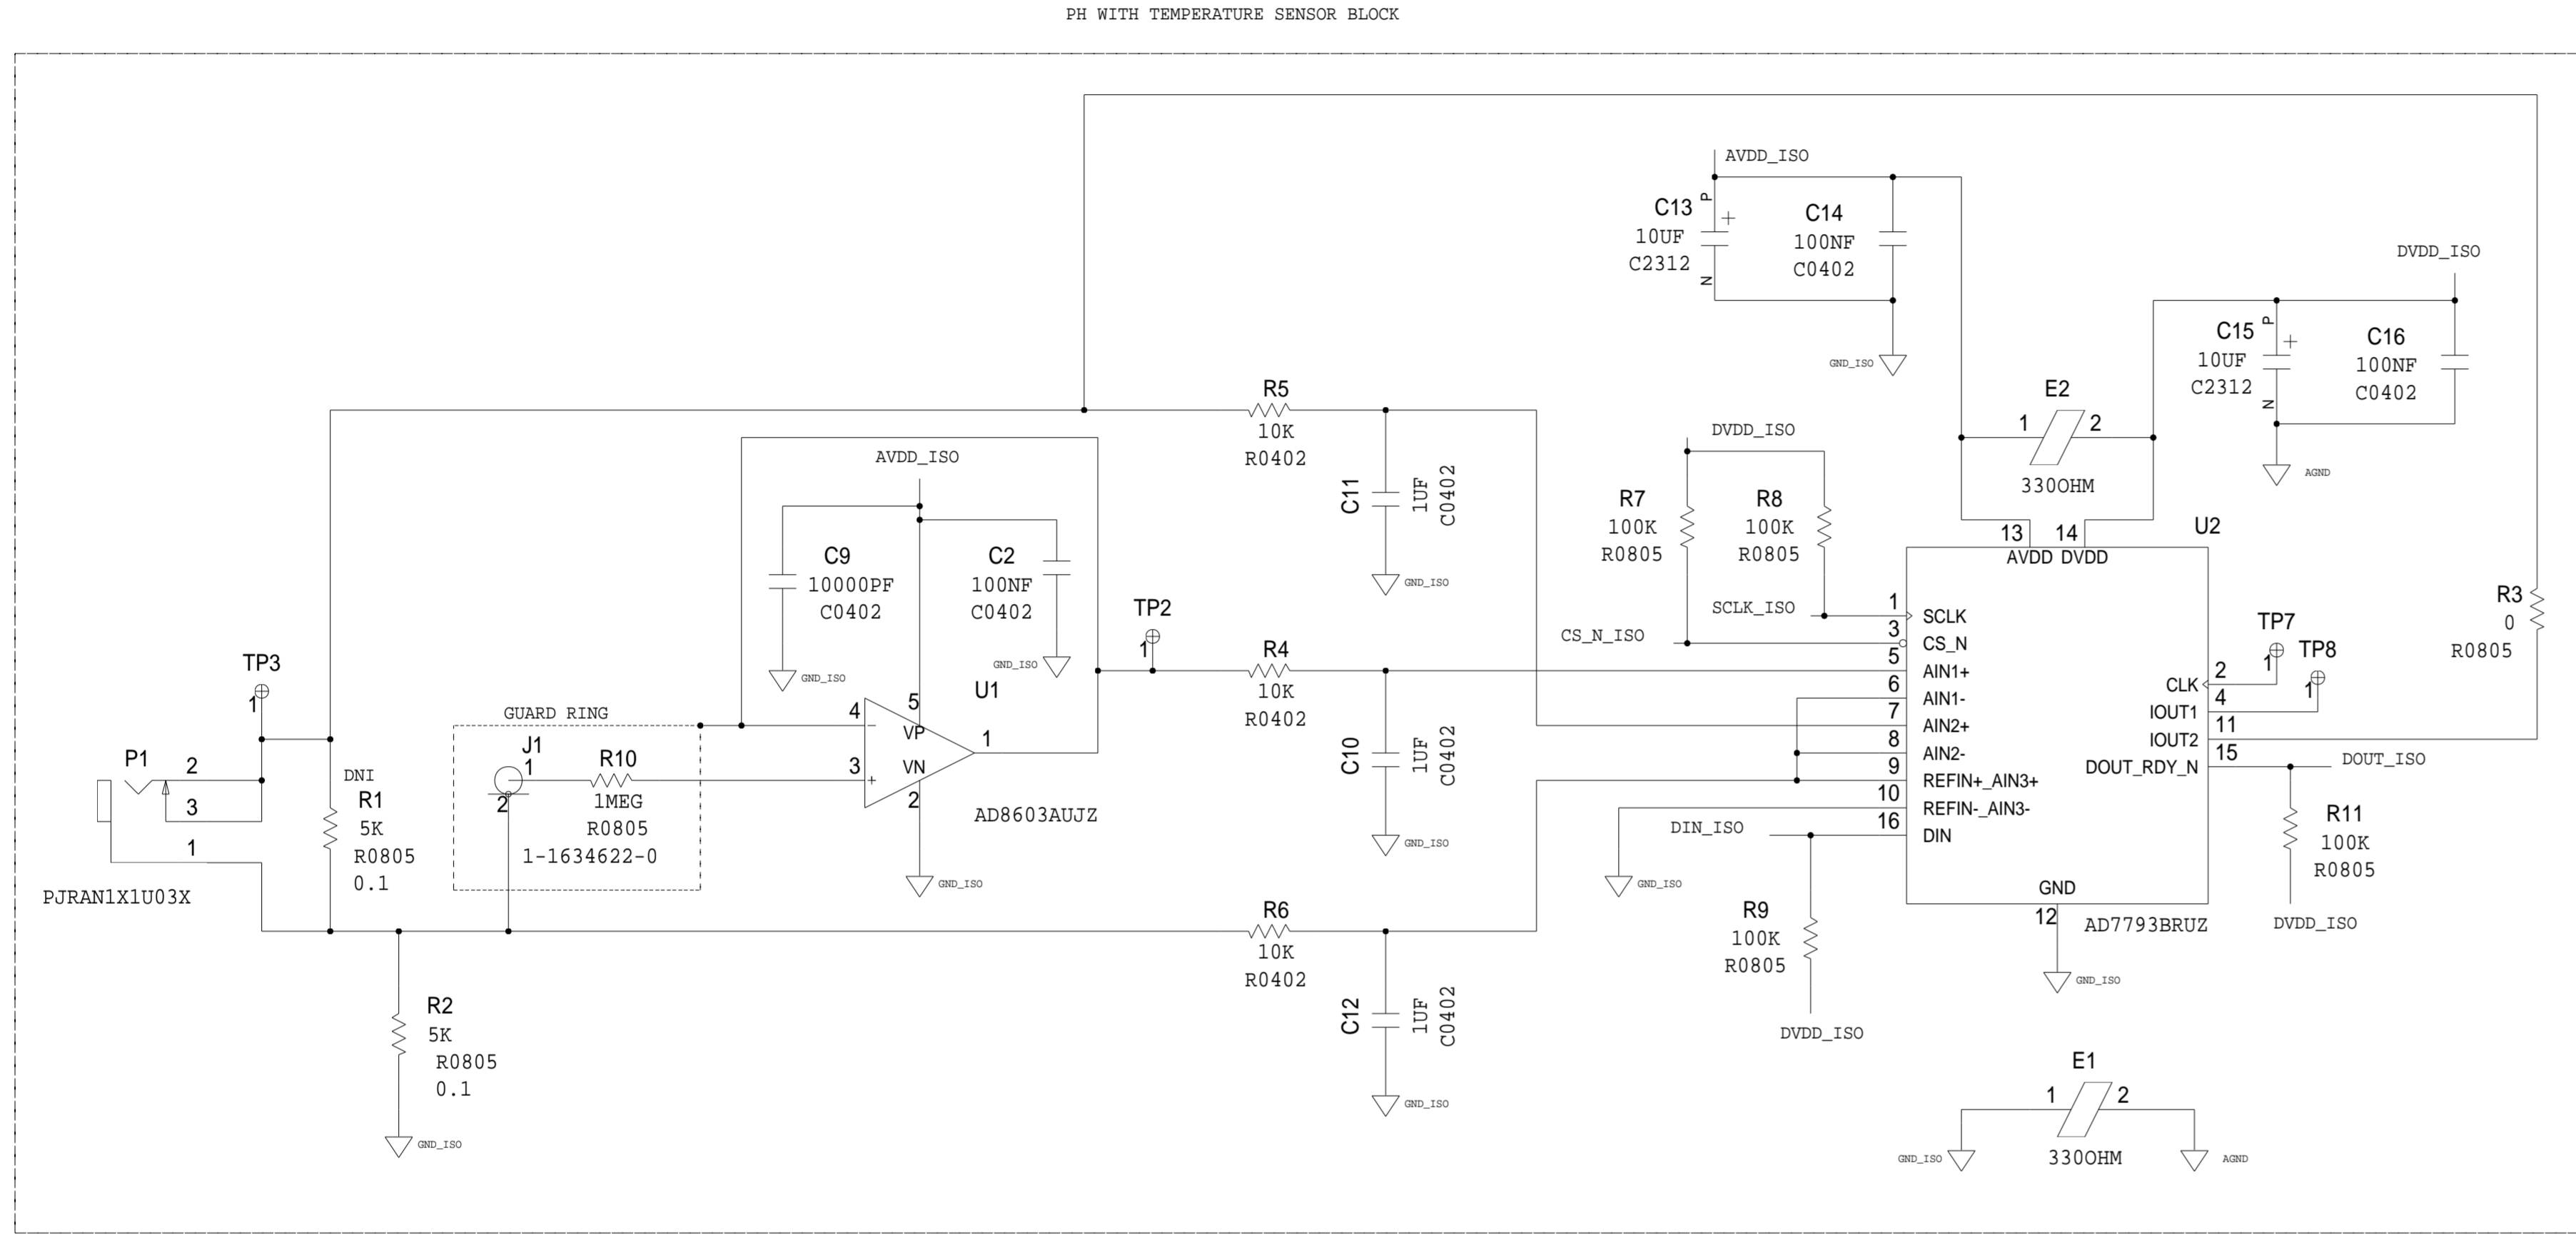 PH WITH TEMPERATURE SENSOR BLOCK
AVDD_ISO
P
C13
10UF
C2312
N
C14
100NF
C0402
GND_ISO
DVDD_ISO
P
C15
10UF
C2312
N
C16
100NF
C0402
AGND
E2
1
2
330OHM
R5
10K
R0402
C11
1UF
C0402
GND_ISO
AVDD_ISO
C9
10000PF
C0402
GND_ISO
C2
100NF
C0402
GND_ISO
DVDD_ISO
R7
100K
R0805
R8
100K
R0805
SCLK_ISO
CS_N_ISO
TP3
1
P1
2
3
1
PJRAN1X1U03X
DNI
R1
5K
R0805
0.1
GUARD RING
J1
1
2
R10
1MEG
R0805
1-1634622-0
U1
4
3
5
VP
VN
2
1
AD8603AUJZ
GND_ISO
TP2
1
R4
10K
R0402
C10
1UF
C0402
GND_ISO
R6
10K
R0402
C12
1UF
C0402
GND_ISO
R2
5K
R0805
0.1
GND_ISO
U2
13
14
AVDD
DVDD
1
SCLK
3
CS_N
5
AIN1+
6
AIN1-
7
AIN2+
8
AIN2-
9
REFIN+_AIN3+
10
REFIN-_AIN3-
16
DIN
CLK
2
IOUT1
4
IOUT2
11
DOUT_RDY_N
15
GND
12
AD7793BRUZ
GND_ISO
TP7
1
TP8
1
R3
0
R0805
DOUT_ISO
R11
100K
R0805
DVDD_ISO
DIN_ISO
GND_ISO
R9
100K
R0805
DVDD_ISO
E1
1
2
330OHM
GND_ISO
AGND